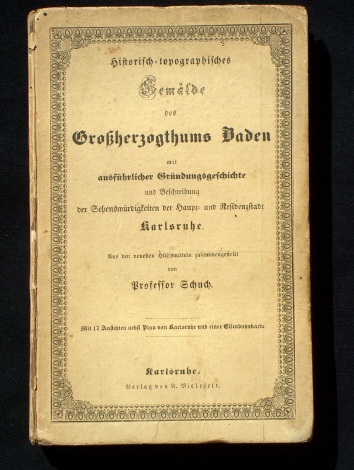 Historisch-topographisches
Gemälde
des
Großherzogthums Baden
mit
ausführlicher Gründungsgeschichte
und Beschreibung
der Sehenswürdigkeiten der Haupt- und Residenzstadt
Karlsruhe.
Aus den neuesten Hülfsmitteln zusammengestellt
von
Professor Schuch.
Mit 17 Ansichten nebst Plan von Karlsruhe und einer Eisenbahnkarte
Karlsruhe,
Verlag von A. Bielefeld.